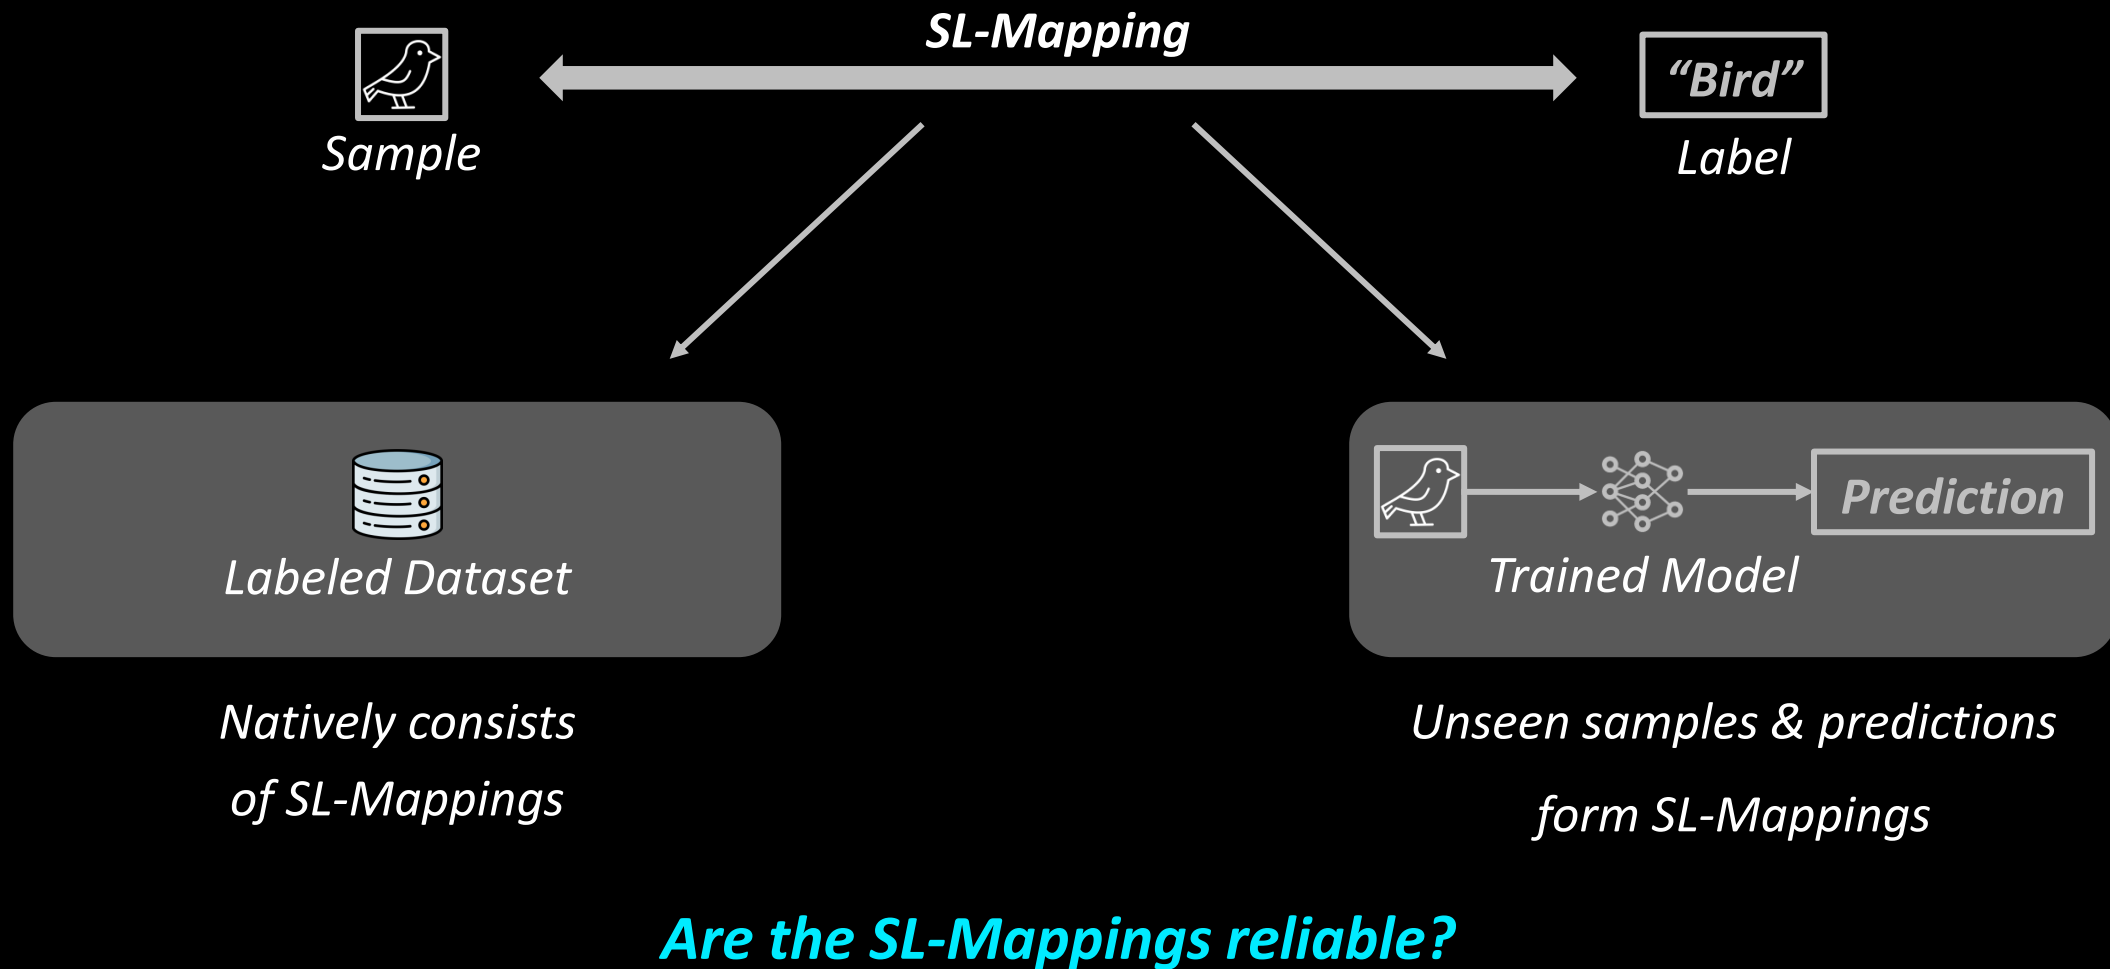 SL-Mapping
“Bird”
Sample
Label
Labeled Dataset
Prediction
Trained Model
Natively consists
of SL-Mappings
Unseen samples & predictions
form SL-Mappings
Are the SL-Mappings reliable?